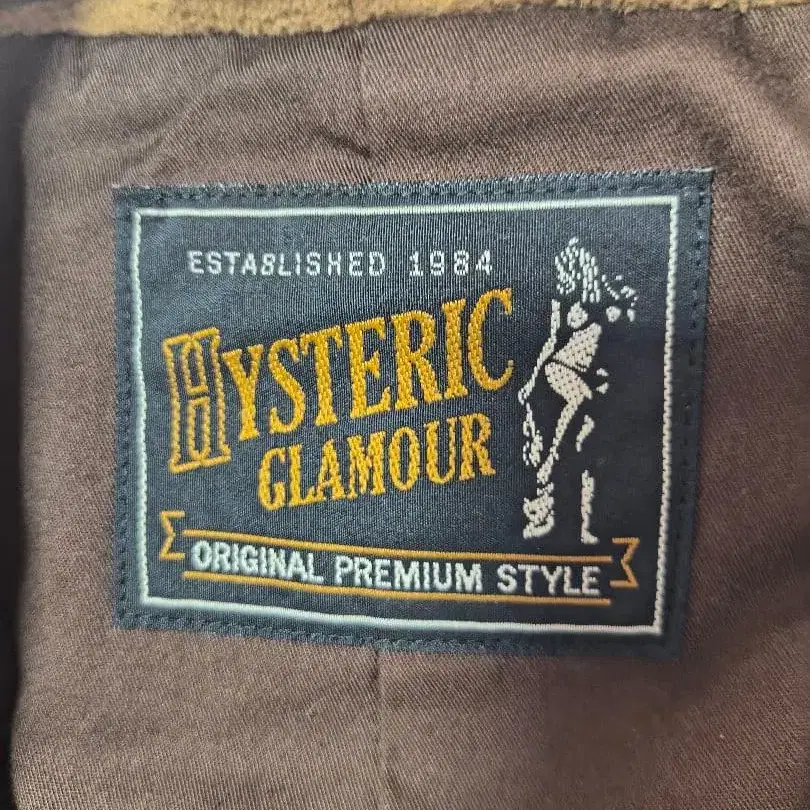 ESTABLISHED 1984
HYSTERIC
GLAMOUR
ORIGINAL PREMIUM STYLE